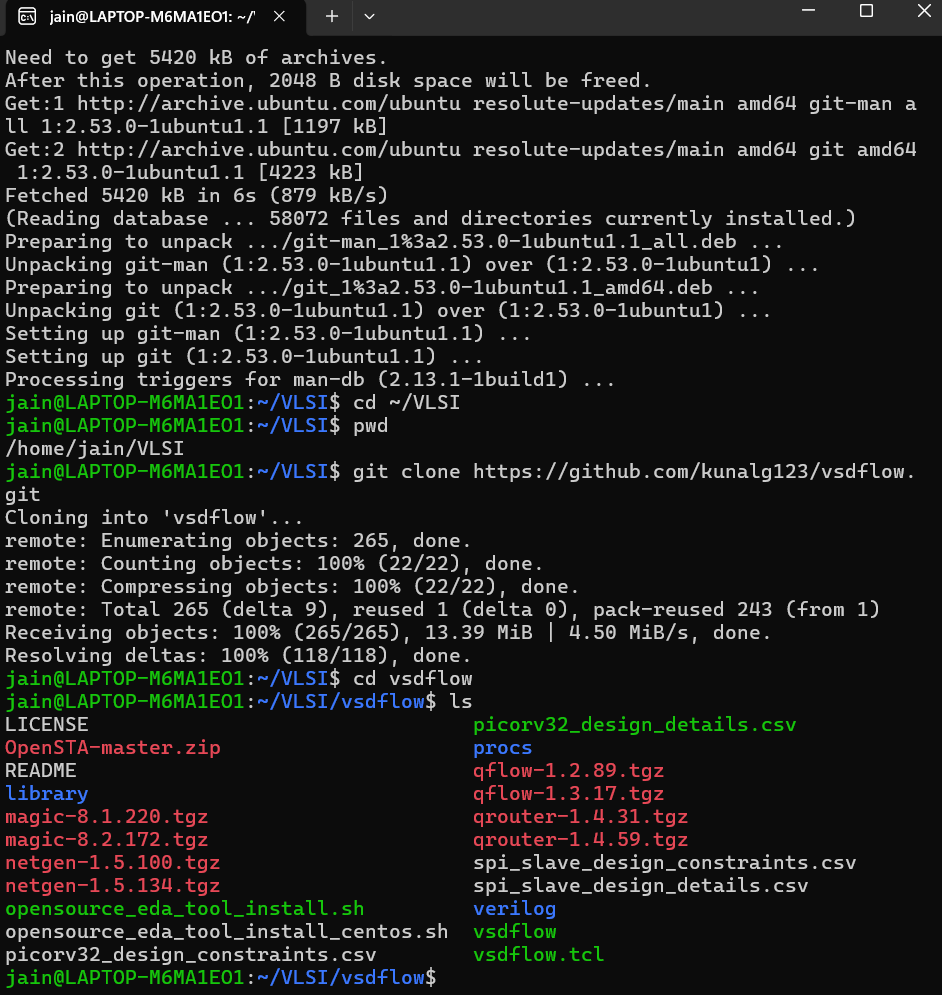 jain@LAPTOP-M6MA1EO1: ~/'
Need to get 5420 kB of archives.
After this operation, 2048 B disk space will be freed.
Get:1 http://archive.ubuntu.com/ubuntu resolute-updates/main amd64 git-man a
ll 1:2.53.0-1ubuntu1.1 [1197 kB]
Get:2 http://archive.ubuntu.com/ubuntu resolute-updates/main amd64 git amd64
 1:2.53.0-1ubuntu1.1 [4223 kB]
Fetched 5420 kB in 6s (879 kB/s)
(Reading database ... 58072 files and directories currently installed.)
Preparing to unpack .../git-man_1%3a2.53.0-1ubuntu1.1_all.deb ...
Unpacking git-man (1:2.53.0-1ubuntu1.1) over (1:2.53.0-1ubuntu1) ...
Preparing to unpack .../git_1%3a2.53.0-1ubuntu1.1_amd64.deb ...
Unpacking git (1:2.53.0-1ubuntu1.1) over (1:2.53.0-1ubuntu1) ...
Setting up git-man (1:2.53.0-1ubuntu1.1) ...
Setting up git (1:2.53.0-1ubuntu1.1) ...
Processing triggers for man-db (2.13.1-1build1) ...
jain@LAPTOP-M6MA1EO1:~/VLSI$ cd ~/VLSI
jain@LAPTOP-M6MA1EO1:~/VLSI$ pwd
/home/jain/VLSI
jain@LAPTOP-M6MA1EO1:~/VLSI$ git clone https://github.com/kunalg123/vsdflow.
git
Cloning into 'vsdflow'...
remote: Enumerating objects: 265, done.
remote: Counting objects: 100% (22/22), done.
remote: Compressing objects: 100% (22/22), done.
remote: Total 265 (delta 9), reused 1 (delta 0), pack-reused 243 (from 1)
Receiving objects: 100% (265/265), 13.39 MiB | 4.50 MiB/s, done.
Resolving deltas: 100% (118/118), done.
jain@LAPTOP-M6MA1EO1:~/VLSI$ cd vsdflow
jain@LAPTOP-M6MA1EO1:~/VLSI/vsdflow$ ls
LICENSE picorv32_design_details.csv
OpenSTA-master.zip procs
README qflow-1.2.89.tgz
library qflow-1.3.17.tgz
magic-8.1.220.tgz qrouter-1.4.31.tgz
magic-8.2.172.tgz qrouter-1.4.59.tgz
netgen-1.5.100.tgz spi_slave_design_constraints.csv
netgen-1.5.134.tgz spi_slave_design_details.csv
opensource_eda_tool_install.sh verilog
opensource_eda_tool_install_centos.sh vsdflow
picorv32_design_constraints.csv vsdflow.tcl
jain@LAPTOP-M6MA1EO1:~/VLSI/vsdflow$